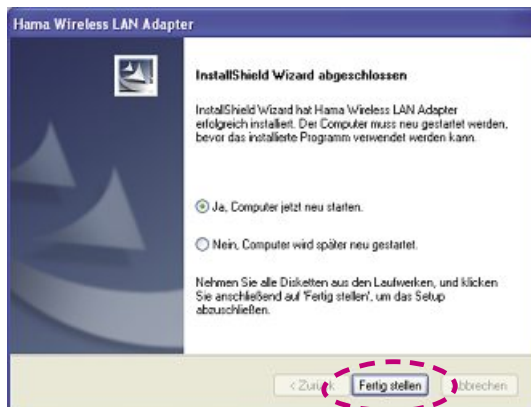 Hama Wireless LAN Adapter
InstallShield Wizard abgeschlossen
InstallShield Wizard hat Hama Wireless LAN Adapter
erfolgreich installiert. Der Computer muss neu gestartet werden,
bevor das installierte Programm verwendet werden kann.
Ja, Computer jetzt neu starten.
Nein, Computer wird später neu gestartet.
Nehmen Sie alle Disketten aus den Laufwerken, und klicken
Sie anschließend auf 'Fertig stellen', um das Setup
abzuschließen.
< Zurück Fertig stellen Abbrechen